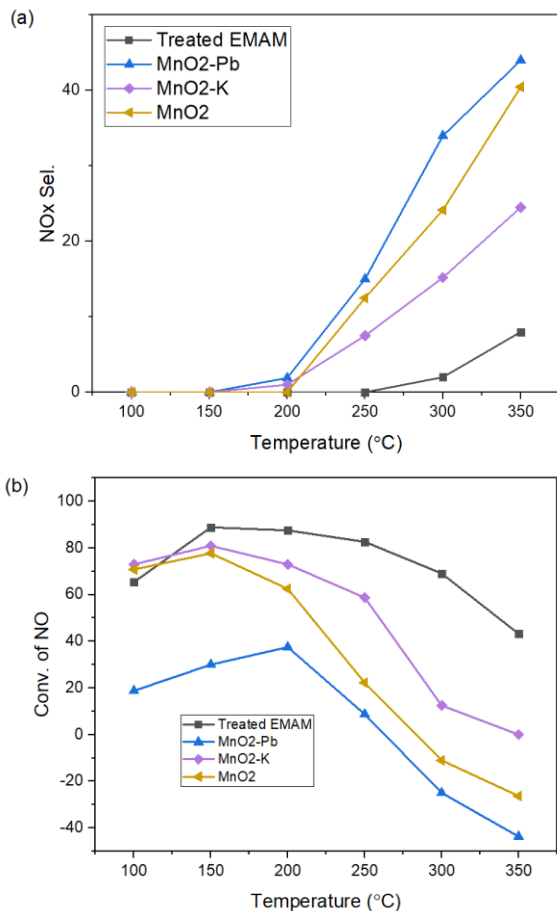 (a)
Treated EMAM
MnO2-Pb
MnO2-K
MnO2
NOx Sel.
40
20
0
100 150 200 250 300 350
Temperature (°C)
(b)
Conv. of NO
100
80
60
40
20
0
-20
-40
Treated EMAM
MnO2-Pb
MnO2-K
MnO2
100 150 200 250 300 350
Temperature (°C)